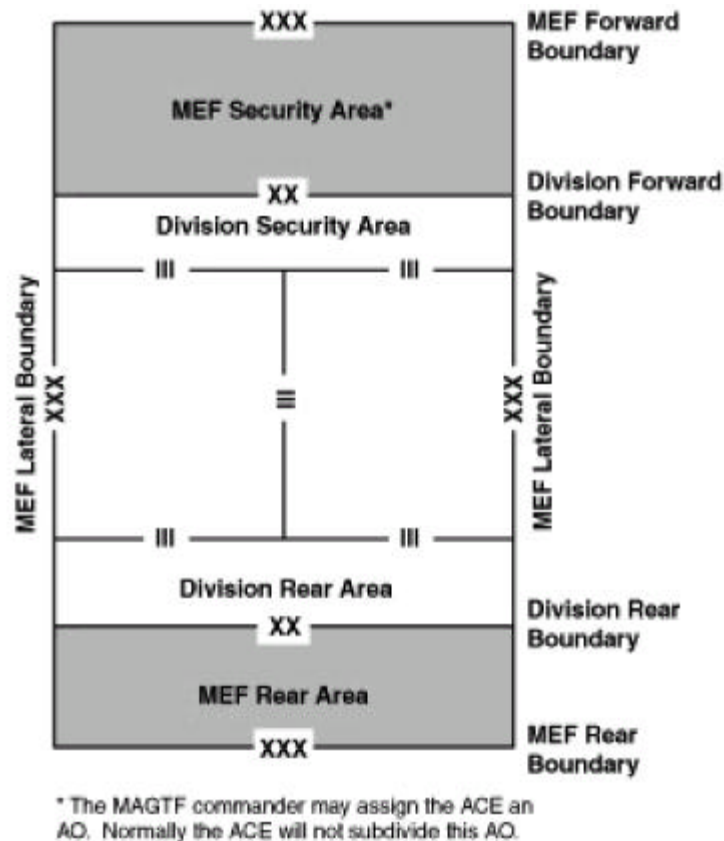 XXX
MEF Forward
Boundary
MEF Security Area*
XX
Division Forward
Boundary
Division Security Area
III III
MEF Lateral Boundary
XXX
III
XXX
MEF Lateral Boundary
III III
Division Rear Area
XX
Division Rear
Boundary
MEF Rear Area
XXX
MEF Rear
Boundary
* The MAGTF commander may assign the ACE an
AO. Normally the ACE will not subdivide this AO.